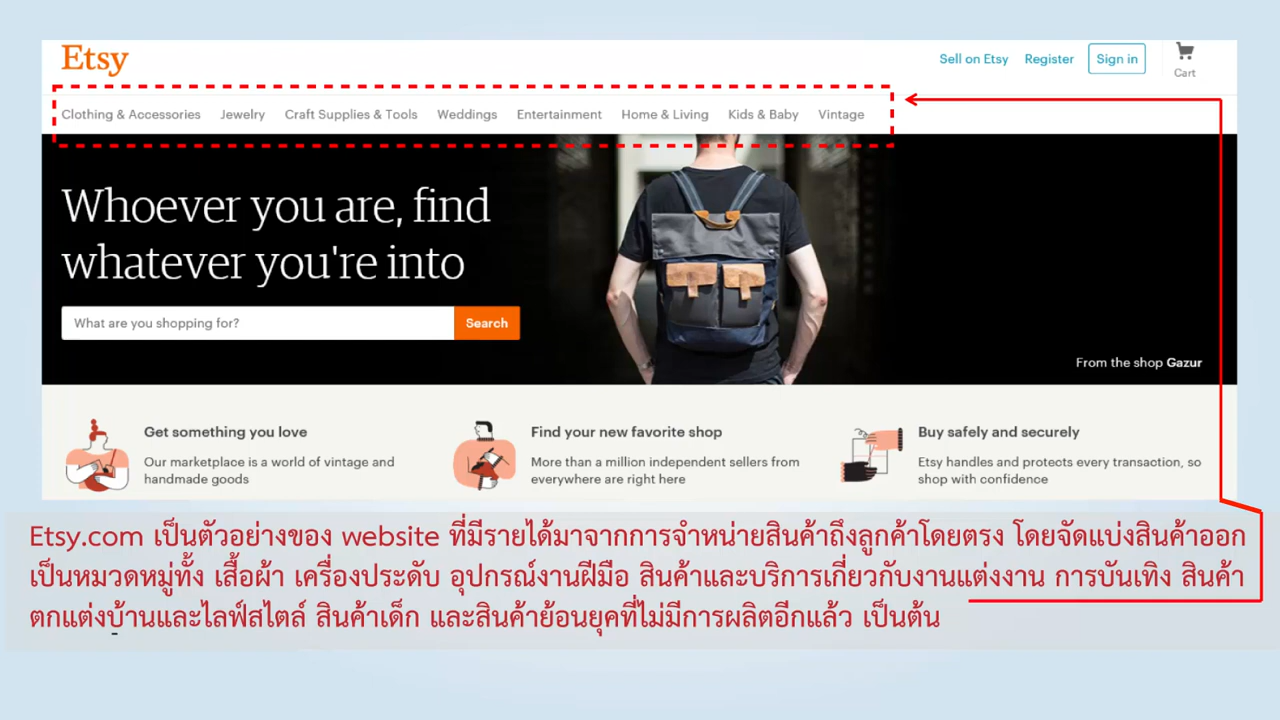 Etsy
Sell on Etsy Register Sign in Cart
Clothing & Accessories Jewelry Craft Supplies & Tools Weddings Entertainment Home & Living Kids & Baby Vintage
Whoever you are, find
whatever you're into
What are you shopping for? Search
From the shop Gazur
Get something you love
Our marketplace is a world of vintage and
handmade goods
Find your new favorite shop
More than a million independent sellers from
everywhere are right here
Buy safely and securely
Etsy handles and protects every transaction, so
shop with confidence
Etsy.com เป็นตัวอย่างของ website ที่มีรายได้มาจากการจำหน่ายสินค้าถึงลูกค้าโดยตรง โดยจัดแบ่งสินค้าออก
เป็นหมวดหมู่ทั้ง เสื้อผ้า เครื่องประดับ อุปกรณ์งานฝีมือ สินค้าและบริการเกี่ยวกับงานแต่งงาน การบันเทิง สินค้า
ตกแต่งบ้านและไลฟ์สไตล์ สินค้าเด็ก และสินค้าย้อนยุคที่ไม่มีการผลิตอีกแล้ว เป็นต้น